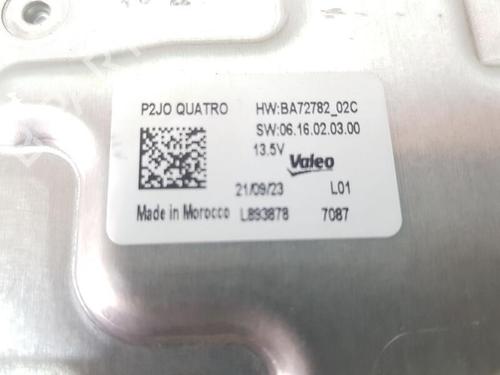 P2JO QUATRO HW:BA72782_02C
SW:06.16.02.03.00
13.5V Valeo
21/09/23 L01
Made in Morocco L893878 7087